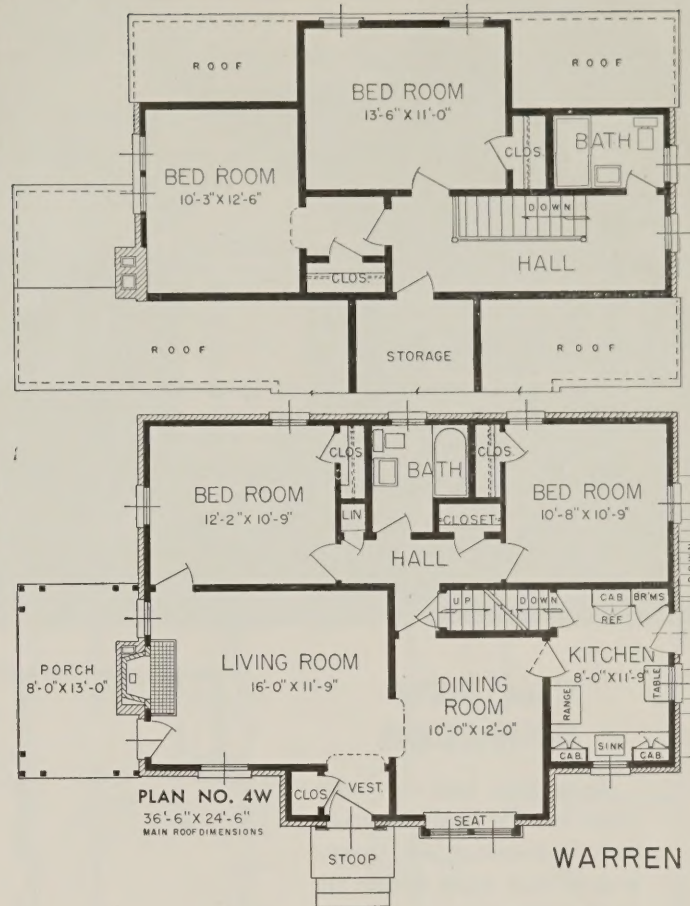 ROOF
ROOF
BED ROOM
13'-6" X 11'-0"
CLOS.
BATH
BED ROOM
10'-3" X 12'-6"
DOWN
HALL
CLOS.
ROOF
STORAGE
ROOF
CLOS.
BATH
CLOS.
BED ROOM
12'-2" X 10'-9"
BED ROOM
10'-8" X 10'-9"
LIN
CLOSET
HALL
UP
DOWN
CAB
BR'MS
REF
PORCH
8'-0" X 13'-0"
LIVING ROOM
16'-0" X 11'-9"
DINING
ROOM
10'-0" X 12'-0"
KITCHEN
8'-0" X 11'-9"
RANGE
TABLE
SINK
CAB.
CAB.
PLAN NO. 4W
36'-6" X 24'-6"
MAIN ROOF DIMENSIONS
CLOS.
VEST.
SEAT
STOOP
WARREN